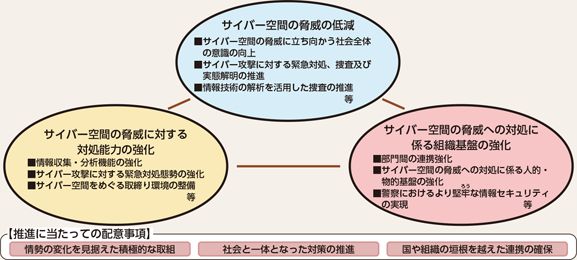 サイバー空間の脅威の低減
■サイバー空間の脅威に立ち向かう社会全体
の意識の向上
■サイバー攻撃に対する緊急対処、捜査及び
実態解明の推進
■情報技術の解析を活用した捜査の推進
等
サイバー空間の脅威に対する
対処能力の強化
■情報収集・分析機能の強化
■サイバー攻撃に対する緊急対処態勢の強化
■サイバー空間をめぐる取締り環境の整備
等
サイバー空間の脅威への対処に
係る組織基盤の強化
■部門間の連携強化
■サイバー空間の脅威への対処に係る人的・
物的基盤の強化
ろう
■警察におけるより堅牢な情報セキュリティ
の実現 等
【推進に当たっての配意事項】
情勢の変化を見据えた積極的な取組
社会と一体となった対策の推進
国や組織の垣根を越えた連携の確保